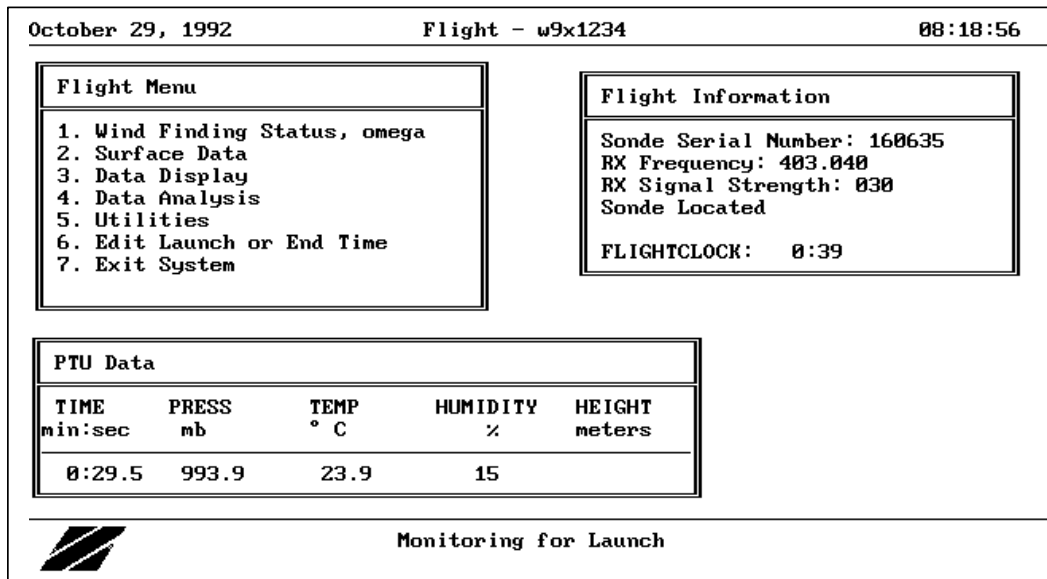 October 29, 1992 Flight - w9x1234 08:18:56
Flight Menu
1. Wind Finding Status, omega
2. Surface Data
3. Data Display
4. Data Analysis
5. Utilities
6. Edit Launch or End Time
7. Exit System
Flight Information
Sonde Serial Number: 160635
RX Frequency: 403.040
RX Signal Strength: 030
Sonde Located
FLIGHTCLOCK: 0:39
PTU Data
TIME PRESS TEMP HUMIDITY HEIGHT
min:sec mb ° C % meters
0:29.5 993.9 23.9 15
Monitoring for Launch